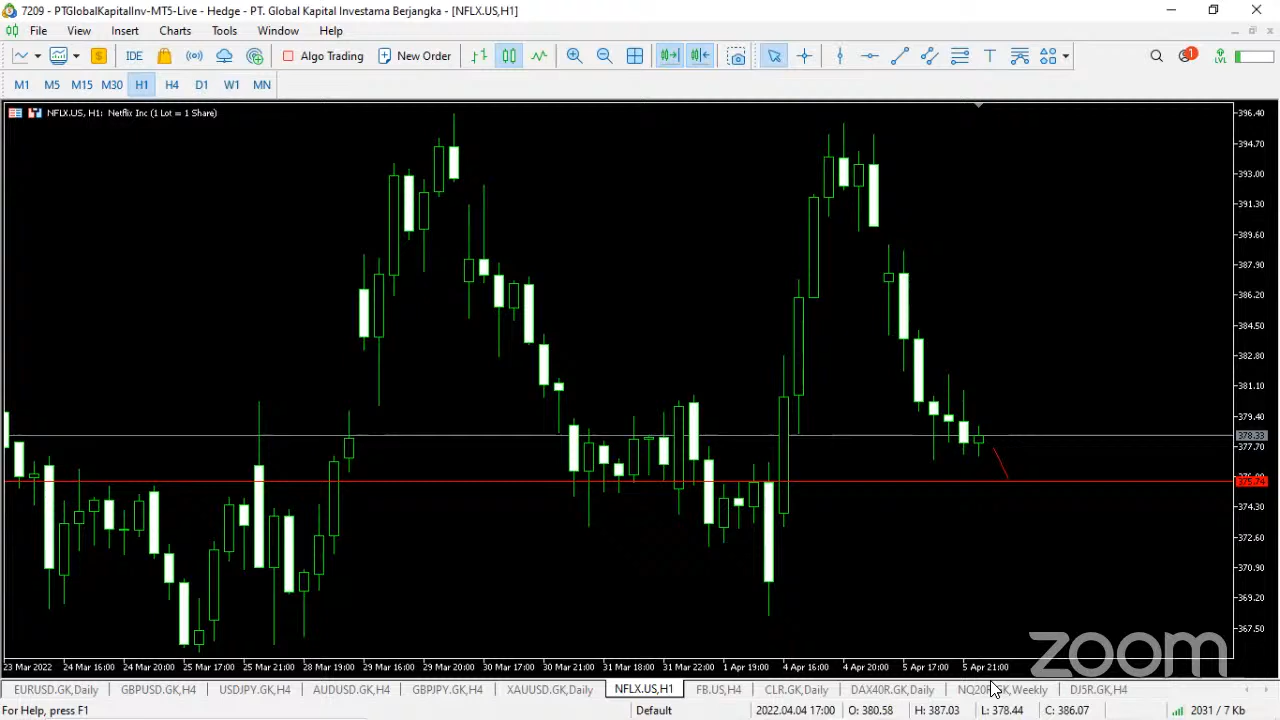 7209 - PTGlobalKapitalInv-MT5-Live - Hedge - PT. Global Kapital Investama Berjangka - [NFLX.US,H1]
File View Insert Charts Tools Window Help
IDE Algo Trading New Order 1 LVL
M1 M5 M15 M30 H1 H4 D1 W1 MN
NFLX.US, H1: Netflix Inc (1 Lot = 1 Share)
396.40
394.70
393.00
391.30
389.60
387.90
386.20
384.50
382.80
381.10
379.40
378.33
377.70
375.74
374.30
372.60
370.90
369.20
367.50
zoom
23 Mar 2022 24 Mar 16:00 24 Mar 20:00 25 Mar 17:00 25 Mar 21:00 28 Mar 19:00 29 Mar 16:00 29 Mar 20:00 30 Mar 17:00 30 Mar 21:00 31 Mar 18:00 31 Mar 22:00 1 Apr 19:00 4 Apr 16:00 4 Apr 20:00 5 Apr 17:00 5 Apr 21:00
EURUSD.GK,Daily GBPUSD.GK,H4 USDJPY.GK,H4 AUDUSD.GK,H4 GBPJPY.GK,H4 XAUUSD.GK,Daily NFLX.US,H1 FB.US,H4 CLR.GK,Daily DAX40R.GK,Daily Weekly DJ5R.GK,H4
For Help, press F1 Default 2022.04.04 17:00 O: 380.58 H: 387.03 L: 378.44 C: 386.07 2031 / 7 Kb